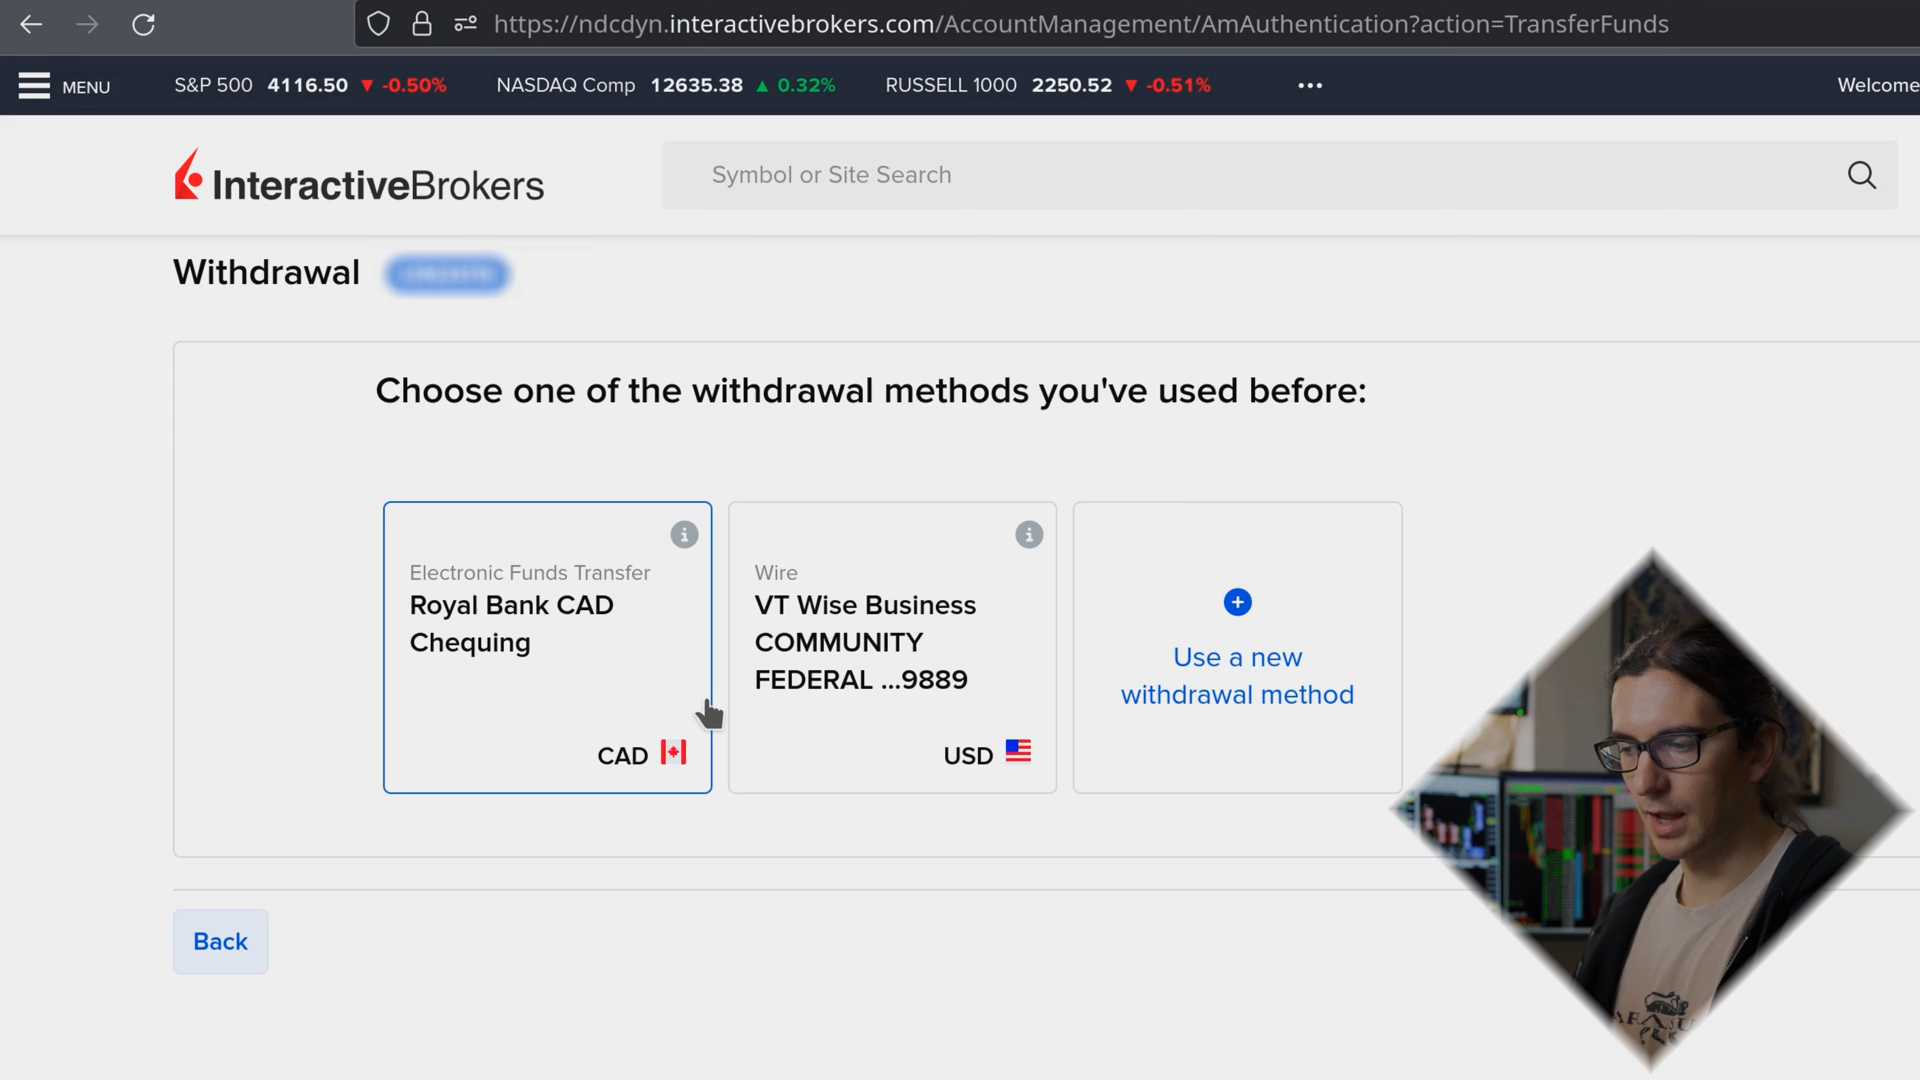 https://ndcdyn.interactivebrokers.com/AccountManagement/AmAuthentication?action=TransferFunds
MENU S&P 500 4116.50 ▼ -0.50% NASDAQ Comp 12635.38 ▲ 0.32% RUSSELL 1000 2250.52 ▼ -0.51% ••• Welcome
InteractiveBrokers
Symbol or Site Search
Withdrawal
Choose one of the withdrawal methods you've used before:
Electronic Funds Transfer
Royal Bank CAD
Chequing
CAD
Wire
VT Wise Business
COMMUNITY
FEDERAL ...9889
USD
Use a new
withdrawal method
Back